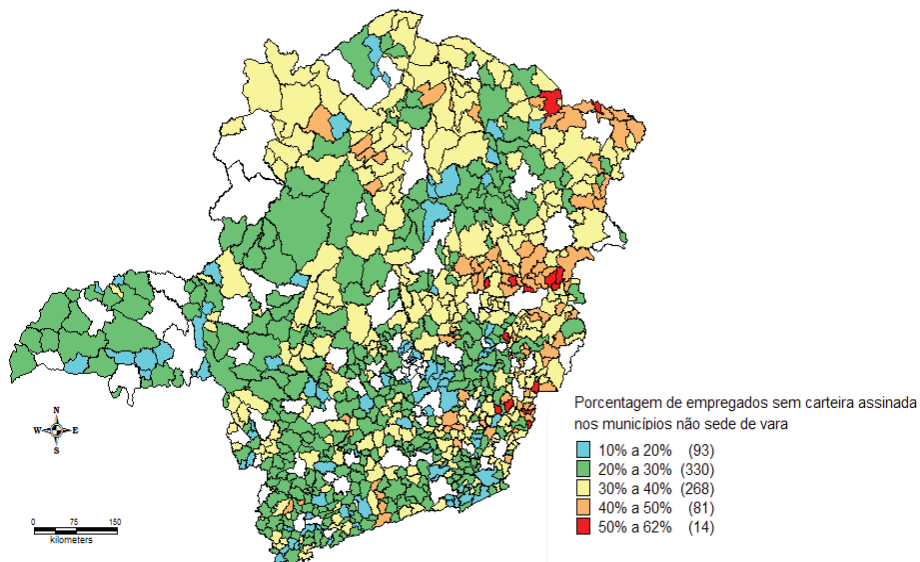 N
W E
S
0 75 150
kilometers
Porcentagem de empregados sem carteira assinada
nos municípios não sede de vara
10% a 20% (93)
20% a 30% (330)
30% a 40% (268)
40% a 50% (81)
50% a 62% (14)